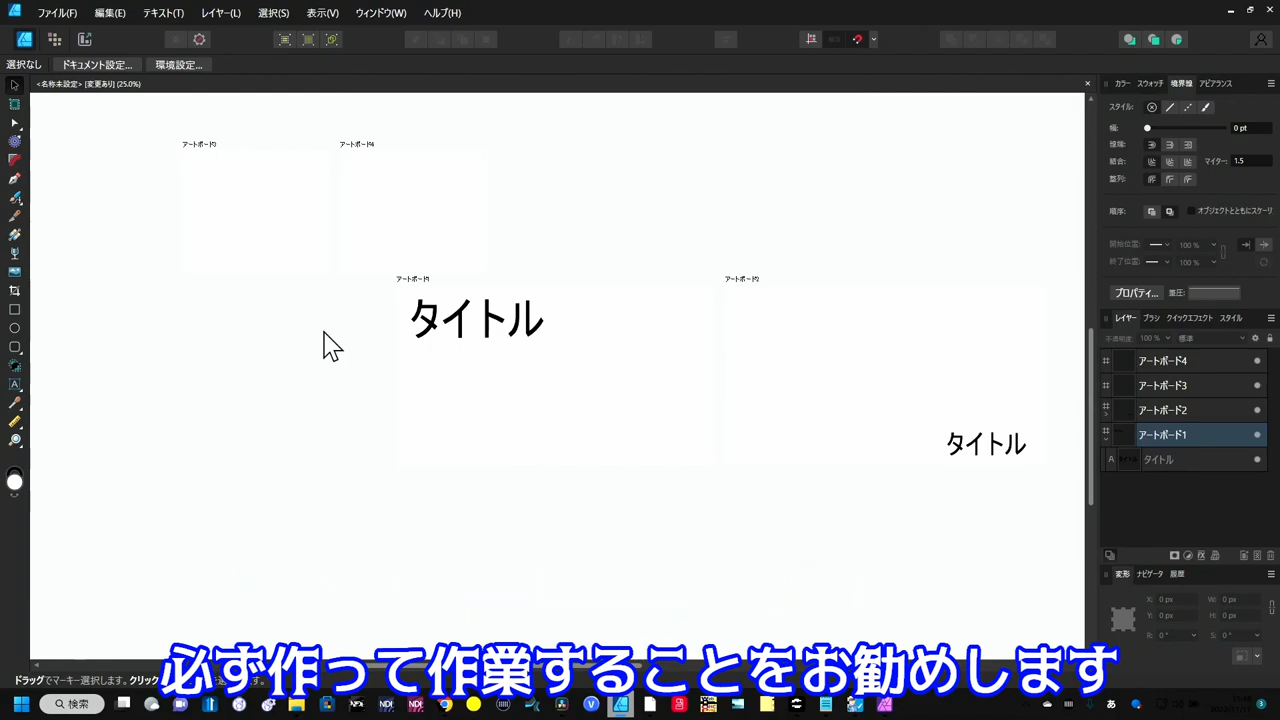 ファイル(F) 編集(E) テキスト(T) レイヤー(L) 選択(S) 表示(V) ウィンドウ(W) ヘルプ(H)
選択なし ドキュメント設定... 環境設定...
<名称未設定> [変更あり] (25.0%)
カラー スウォッチ 境界線 アピアランス
スタイル:
幅: 0 pt
線端:
結合: マイター: 1.5
整列:
順序: オブジェクトとともにスケーリ
開始位置: 100 %
終了位置: 100 %
プロパティ... 筆圧:
レイヤー ブラシ クイックエフェクト スタイル
不透明度: 100 % 標準
アートボード4
アートボード3
アートボード2
アートボード1
A タイトル
変形 ナビゲータ 履歴
X: 0 px W: 0 px
Y: 0 px H: 0 px
R: 0 ° S: 0 °
アートボード3 アートボード4
アートボード1 アートボード2
タイトル
タイトル
必ず作って作業することをお勧めします
ドラッグでマーキー選択します。クリック
検索